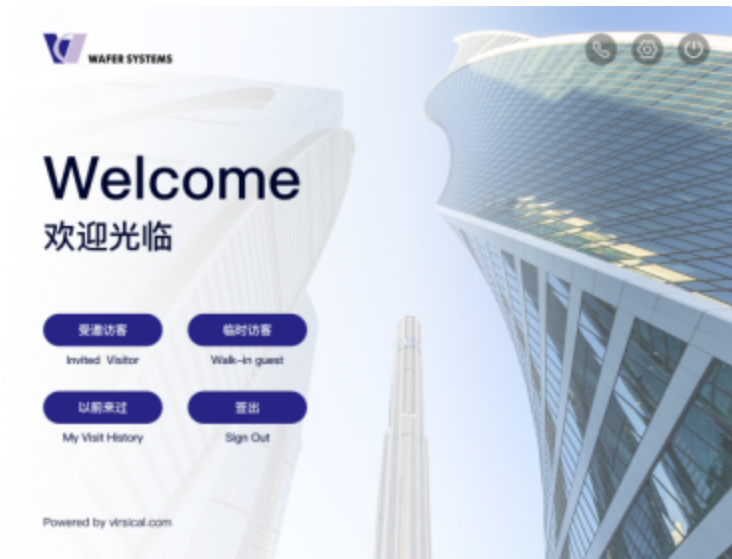 WAFER SYSTEMS
Welcome
欢迎光临
受邀访客
Invited Visitor
临时访客
Walk-in guest
以前来过
My Visit History
签出
Sign Out
Powered by virsical.com